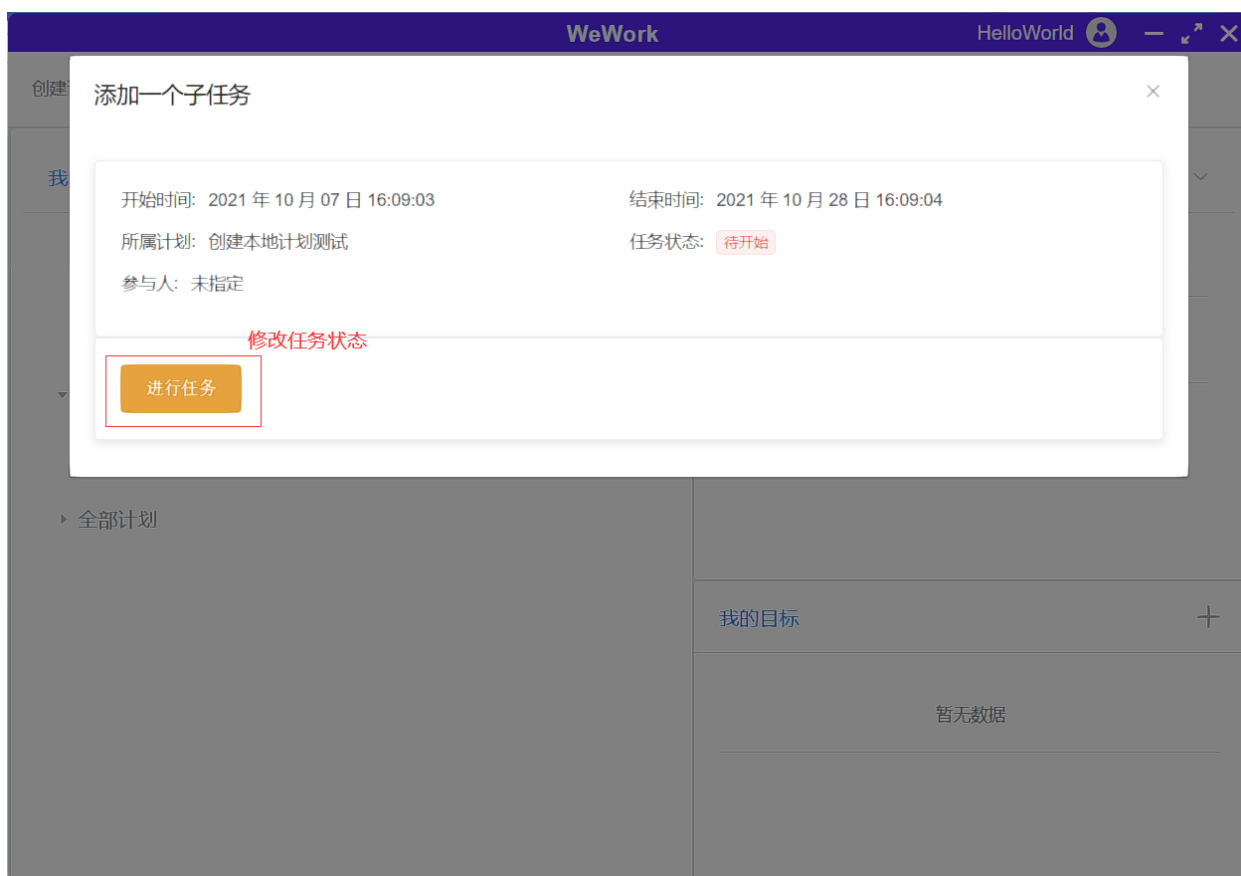 WeWork
HelloWorld
创建
添加一个子任务
我
开始时间: 2021 年 10 月 07 日 16:09:03
结束时间: 2021 年 10 月 28 日 16:09:04
所属计划: 创建本地计划测试
任务状态: 待开始
参与人: 未指定
修改任务状态
进行任务
全部计划
我的目标
暂无数据